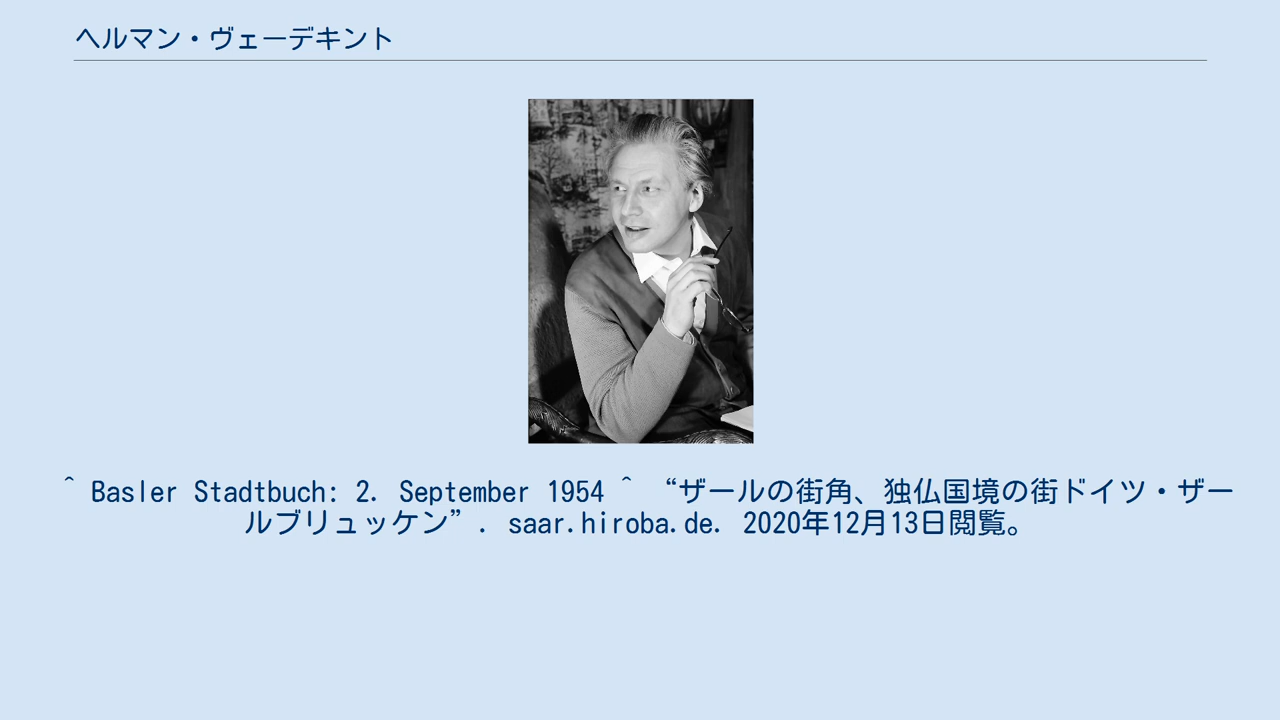 ヘルマン・ヴェーデキント
^ Basler Stadtbuch: 2. September 1954 ^ “ザールの街角、独仏国境の街ドイツ・ザー
ルブリュッケン”. saar.hiroba.de. 2020年12月13日閲覧。